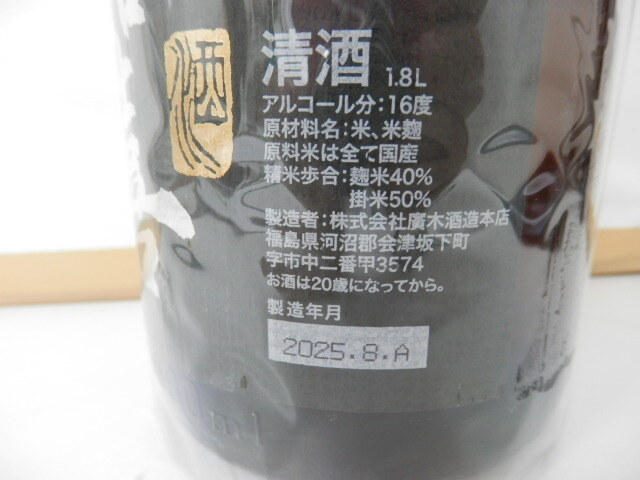 酒
清酒 1.8L
アルコール分：16度
原材料名：米、米麹
原料米は全て国産
精米歩合：麹米40%
掛米50%
製造者：株式会社廣木酒造本店
福島県河沼郡会津坂下町
字市中二番甲3574
お酒は20歳になってから。
製造年月
2025.8.A
ml